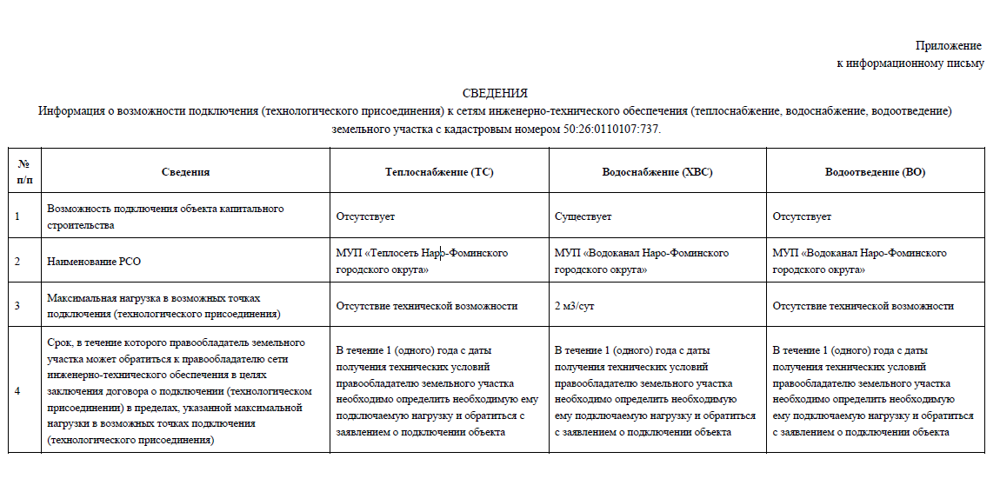 Приложение
к информационному письму
СВЕДЕНИЯ
Информация о возможности подключения (технологического присоединения) к сетям инженерно-технического обеспечения (теплоснабжение, водоснабжение, водоотведение)
земельного участка с кадастровым номером 50:26:0110107:737.
№
п/п
Сведения
Теплоснабжение (ТС)
Водоснабжение (ХВС)
Водоотведение (ВО)
1
Возможность подключения объекта капитального
строительства
Отсутствует
Существует
Отсутствует
2
Наименование РСО
МУП «Теплосеть Наро-Фоминского
городского округа»
МУП «Водоканал Наро-Фоминского
городского округа»
МУП «Водоканал Наро-Фоминского
городского округа»
3
Максимальная нагрузка в возможных точках
подключения (технологического присоединения)
Отсутствие технической возможности
2 м3/сут
Отсутствие технической возможности
4
Срок, в течение которого правообладатель земельного
участка может обратиться к правообладателю сети
инженерно-технического обеспечения в целях
заключения договора о подключении (технологическом
присоединении) в пределах, указанной максимальной
нагрузки в возможных точках подключения
(технологического присоединения)
В течение 1 (одного) года с даты
получения технических условий
правообладателю земельного участка
необходимо определить необходимую ему
подключаемую нагрузку и обратиться с
заявлением о подключении объекта
В течение 1 (одного) года с даты
получения технических условий
правообладателю земельного участка
необходимо определить необходимую
ему подключаемую нагрузку и обратиться
с заявлением о подключении объекта
В течение 1 (одного) года с даты
получения технических условий
правообладателю земельного участка
необходимо определить необходимую
ему подключаемую нагрузку и обратиться
с заявлением о подключении объекта